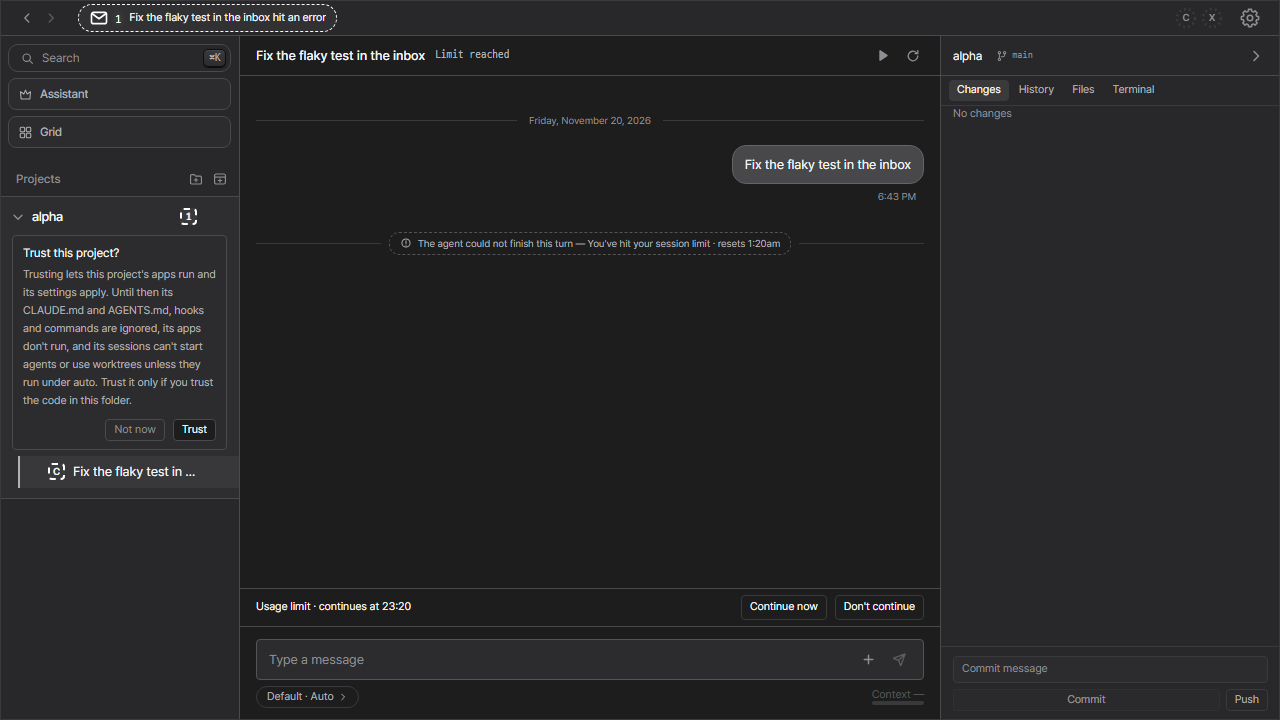 1 Fix the flaky test in the inbox hit an error
C X
Search ⌘K
Assistant
Grid
Projects
alpha 1
Trust this project?
Trusting lets this project's apps run and
its settings apply. Until then its
CLAUDE.md and AGENTS.md, hooks
and commands are ignored, its apps
don't run, and its sessions can't start
agents or use worktrees unless they
run under auto. Trust it only if you trust
the code in this folder.
Not now Trust
C Fix the flaky test in ...
Fix the flaky test in the inbox Limit reached
Friday, November 20, 2026
Fix the flaky test in the inbox
6:43 PM
The agent could not finish this turn — You've hit your session limit · resets 1:20am
Usage limit · continues at 23:20 Continue now Don't continue
Type a message
Default · Auto Context —
alpha main
Changes History Files Terminal
No changes
Commit message
Commit Push